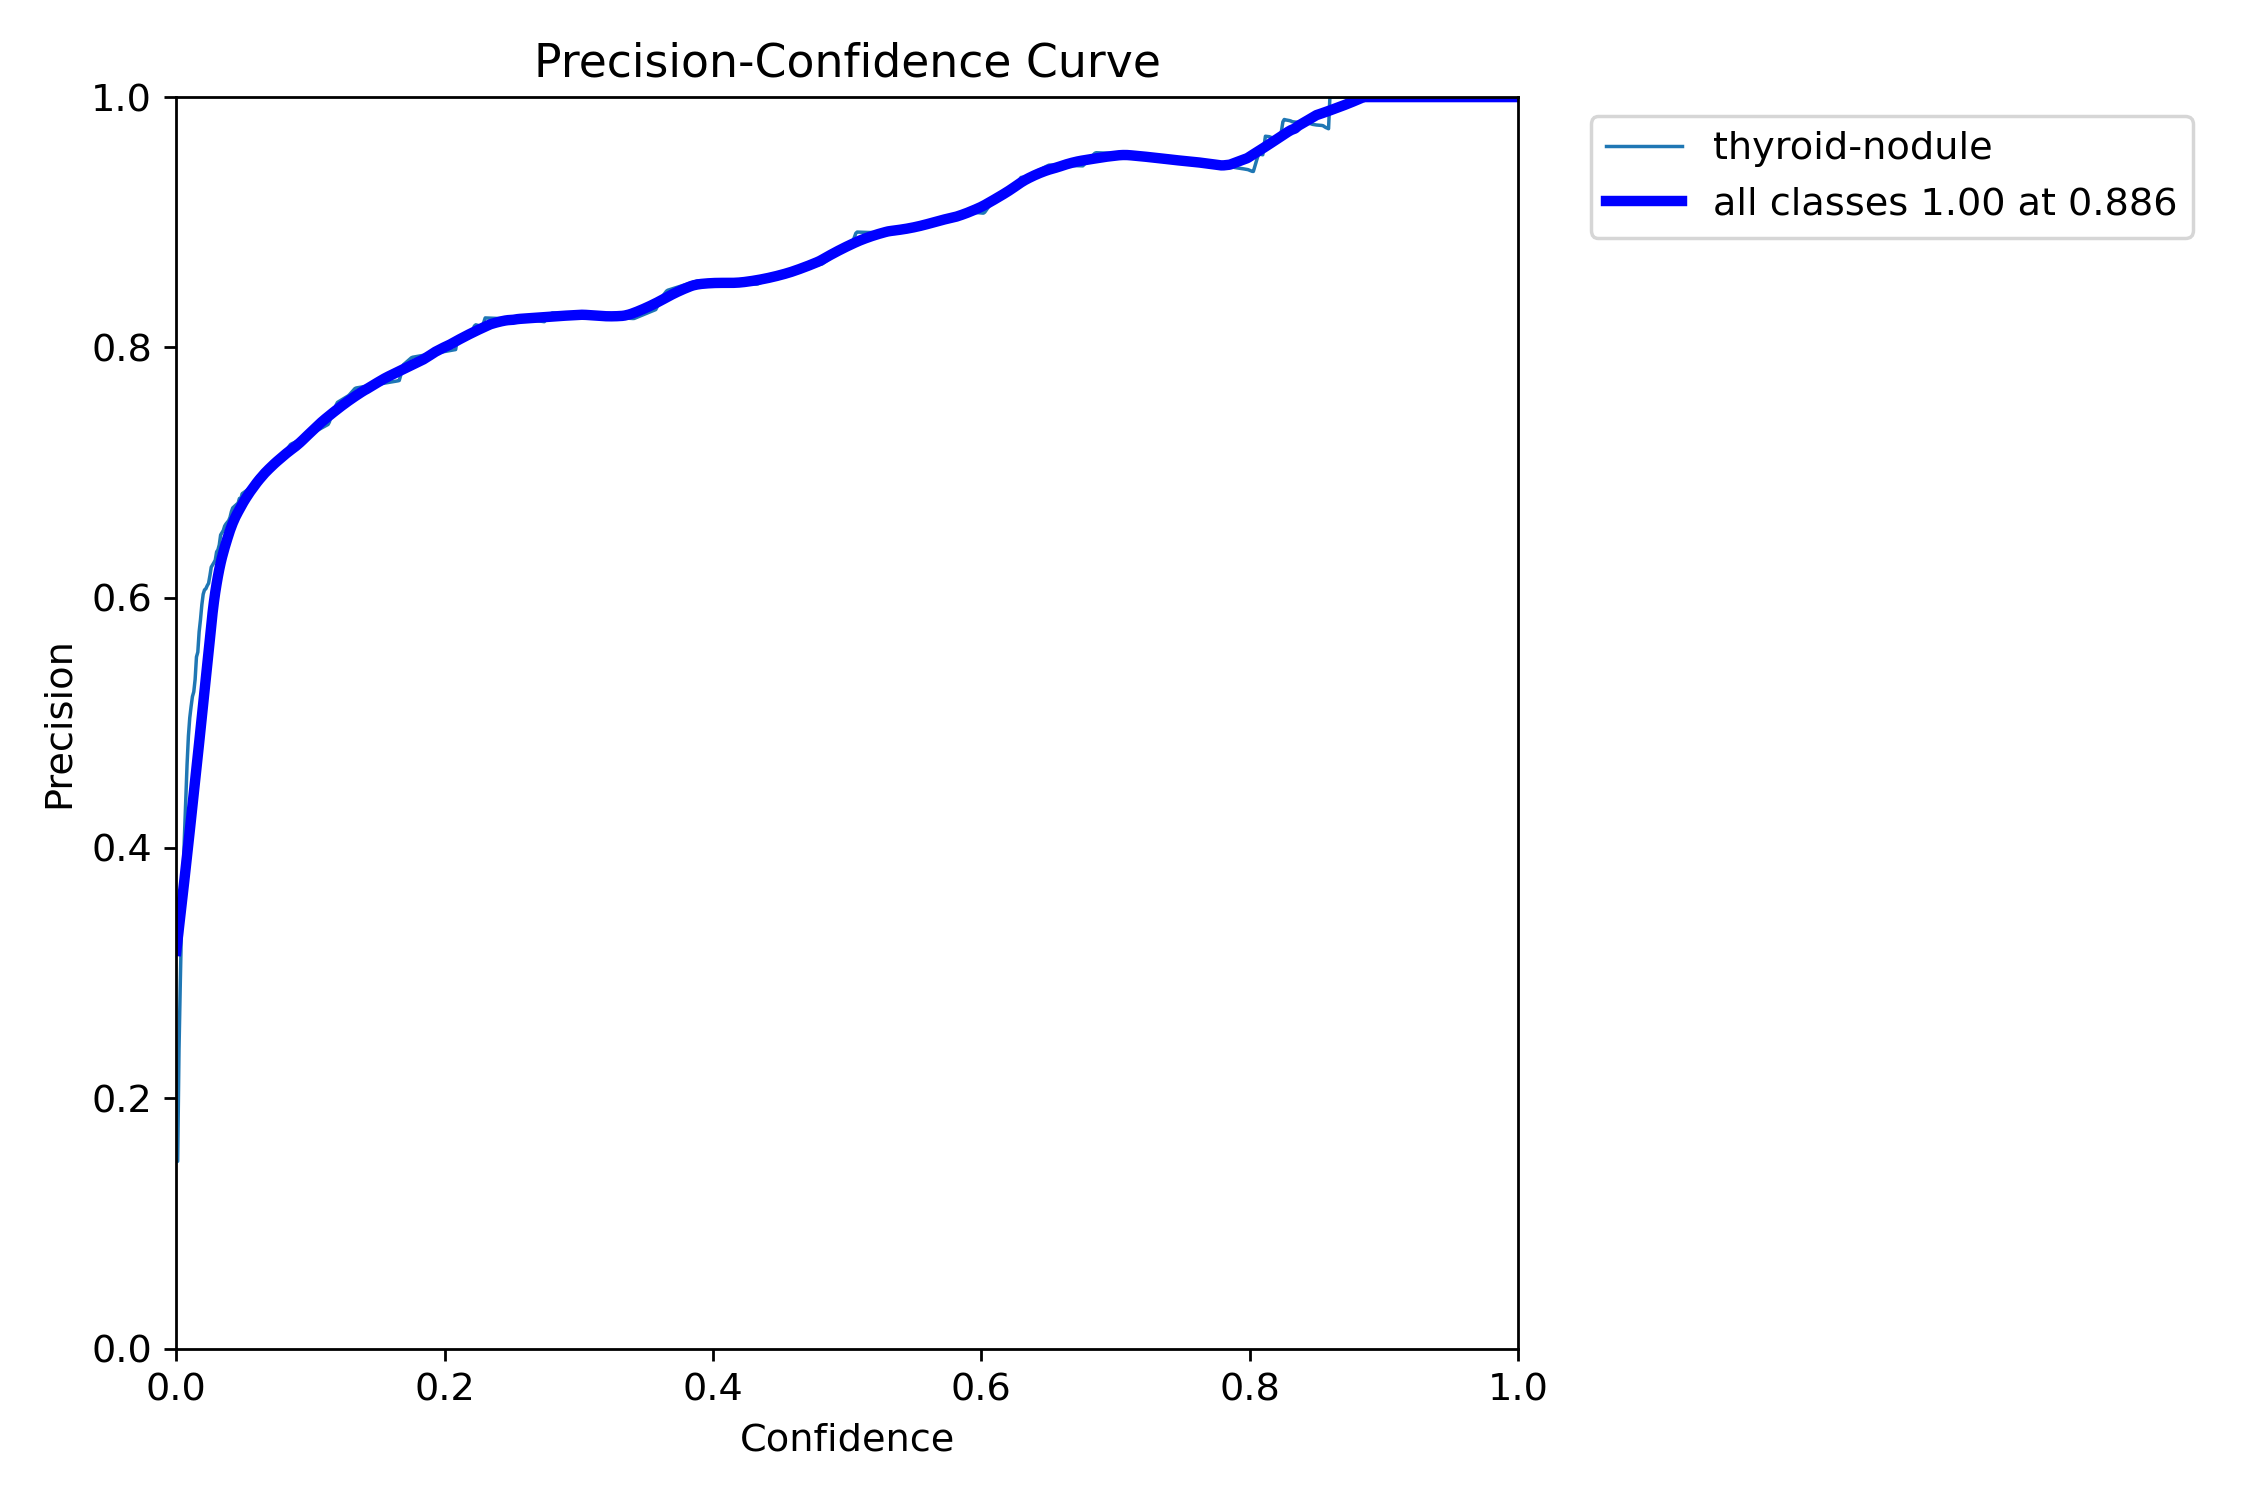 Precision-Confidence Curve
1.0
0.8
0.6
0.4
0.2
0.0
Precision
0.0 0.2 0.4 0.6 0.8 1.0
Confidence
thyroid-nodule
all classes 1.00 at 0.886